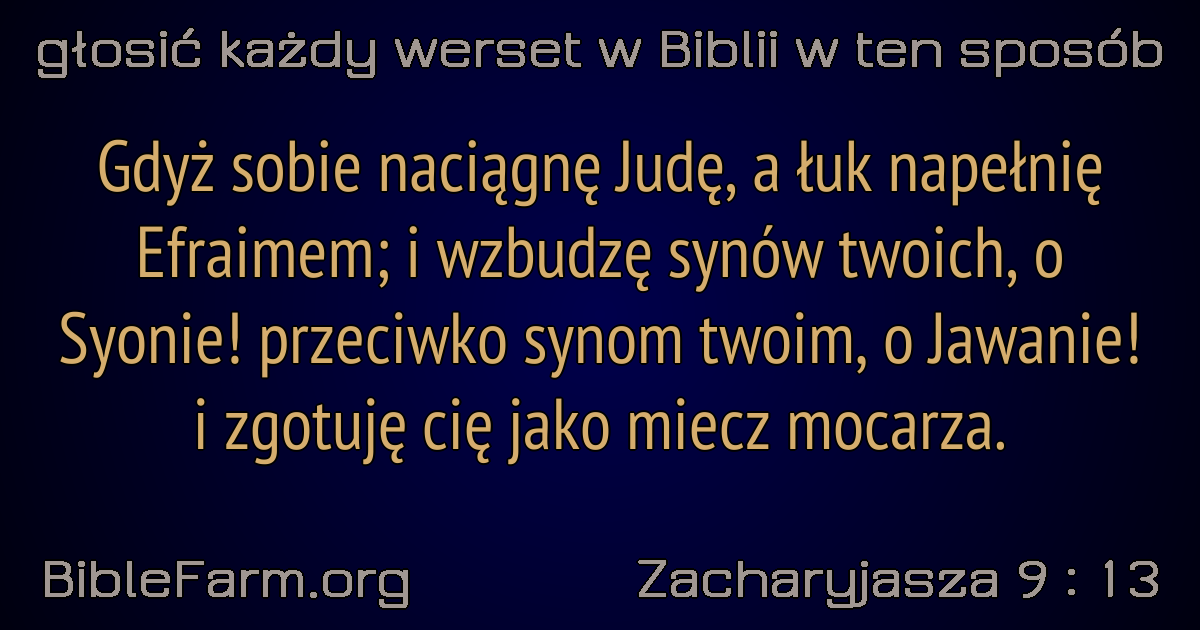 głosić każdy werset w Biblii w ten sposób
Gdyż sobie naciągnę Judę, a łuk napełnię
Efraimem; i wzbudzę synów twoich, o
Syonie! przeciwko synom twoim, o Jawanie!
i zgotuję cię jako miecz mocarza.
BibleFarm.org
Zacharyjasza 9 : 13